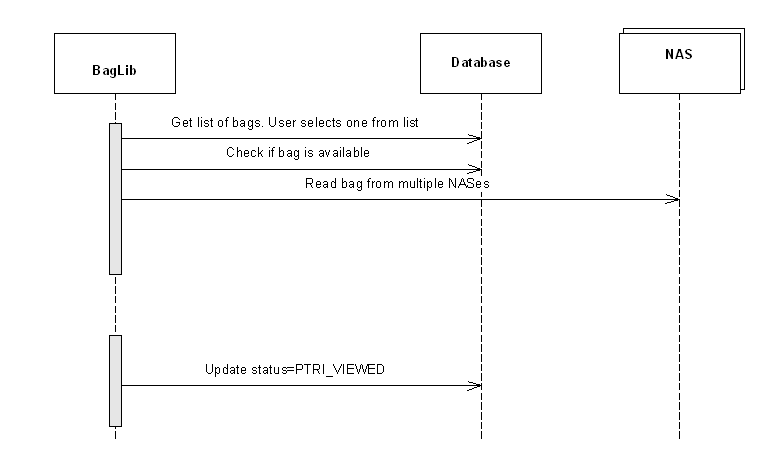 BagLib
Database
NAS
Get list of bags. User selects one from list
Check if bag is available
Read bag from multiple NASes
Update status=PTRI_VIEWED